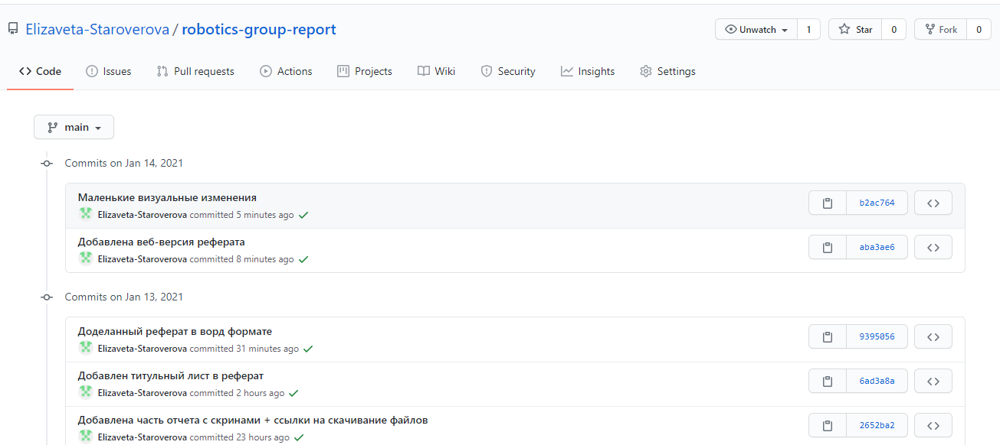 Elizaveta-Staroverova / robotics-group-report
Unwatch 1 Star 0 Fork 0
Code Issues Pull requests Actions Projects Wiki Security Insights Settings
main
Commits on Jan 14, 2021
Маленькие визуальные изменения
Elizaveta-Staroverova committed 5 minutes ago
b2ac764
Добавлена веб-версия реферата
Elizaveta-Staroverova committed 8 minutes ago
aba3ae6
Commits on Jan 13, 2021
Доделанный реферат в ворд формате
Elizaveta-Staroverova committed 31 minutes ago
9395056
Добавлен титульный лист в реферат
Elizaveta-Staroverova committed 2 hours ago
6ad3a8a
Добавлена часть отчета с скринами + ссылки на скачивание файлов
Elizaveta-Staroverova committed 23 hours ago
2652ba2